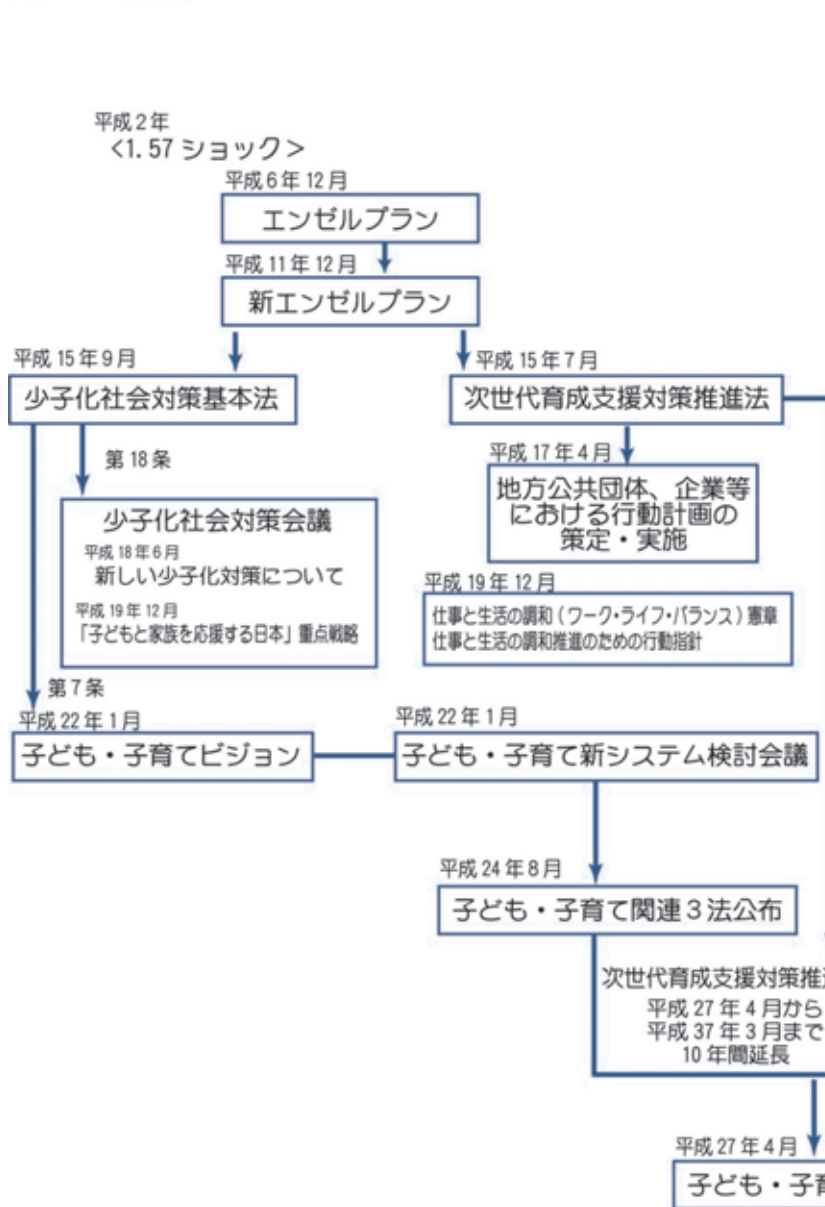 平成2年
<1.57 ショック>
平成6年12月
エンゼルプラン
平成11年12月
新エンゼルプラン
平成15年9月
少子化社会対策基本法
平成15年7月
次世代育成支援対策推進法
第18条
少子化社会対策会議
平成18年6月
新しい少子化対策について
平成19年12月
「子どもと家族を応援する日本」重点戦略
平成17年4月
地方公共団体、企業等
における行動計画の
策定・実施
平成19年12月
仕事と生活の調和(ワーク・ライフ・バランス)憲章
仕事と生活の調和推進のための行動指針
第7条
平成22年1月
子ども・子育てビジョン
平成22年1月
子ども・子育て新システム検討会議
平成24年8月
子ども・子育て関連3法公布
次世代育成支援対策推
平成27年4月から
平成37年3月まで
10年間延長
平成27年4月
子ども・子育